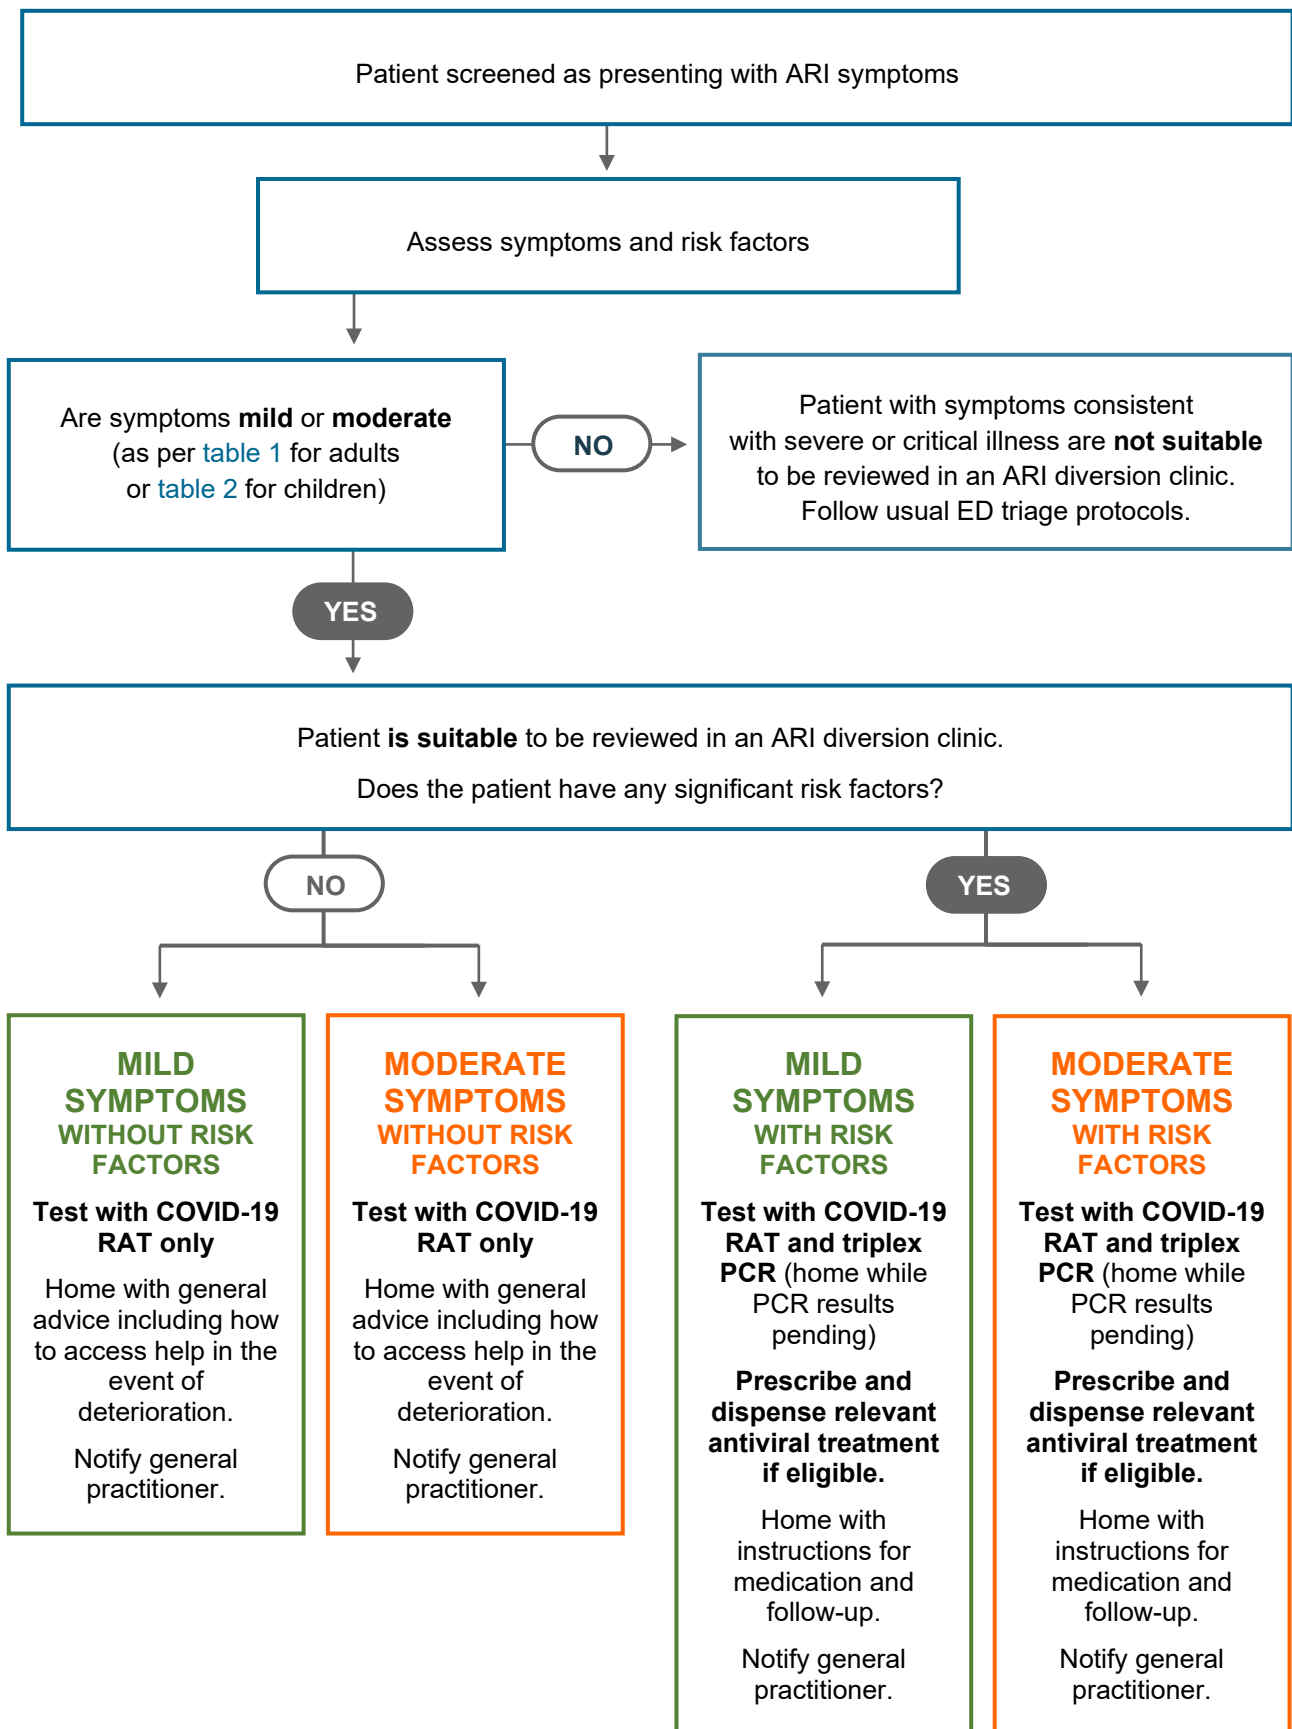 Patient screened as presenting with ARI symptoms
Assess symptoms and risk factors
Are symptoms mild or moderate
(as per table 1 for adults
or table 2 for children)
NO
Patient with symptoms consistent
with severe or critical illness are not suitable
to be reviewed in an ARI diversion clinic.
Follow usual ED triage protocols.
YES
Patient is suitable to be reviewed in an ARI diversion clinic.
Does the patient have any significant risk factors?
NO
YES
MILD
SYMPTOMS
WITHOUT RISK
FACTORS
Test with COVID-19
RAT only
Home with general
advice including how
to access help in the
event of
deterioration.
Notify general
practitioner.
MODERATE
SYMPTOMS
WITHOUT RISK
FACTORS
Test with COVID-19
RAT only
Home with general
advice including how
to access help in the
event of
deterioration.
Notify general
practitioner.
MILD
SYMPTOMS
WITH RISK
FACTORS
Test with COVID-19
RAT and triplex
PCR (home while
PCR results
pending)
Prescribe and
dispense relevant
antiviral treatment
if eligible.
Home with
instructions for
medication and
follow-up.
Notify general
practitioner.
MODERATE
SYMPTOMS
WITH RISK
FACTORS
Test with COVID-19
RAT and triplex
PCR (home while
PCR results
pending)
Prescribe and
dispense relevant
antiviral treatment
if eligible.
Home with
instructions for
medication and
follow-up.
Notify general
practitioner.